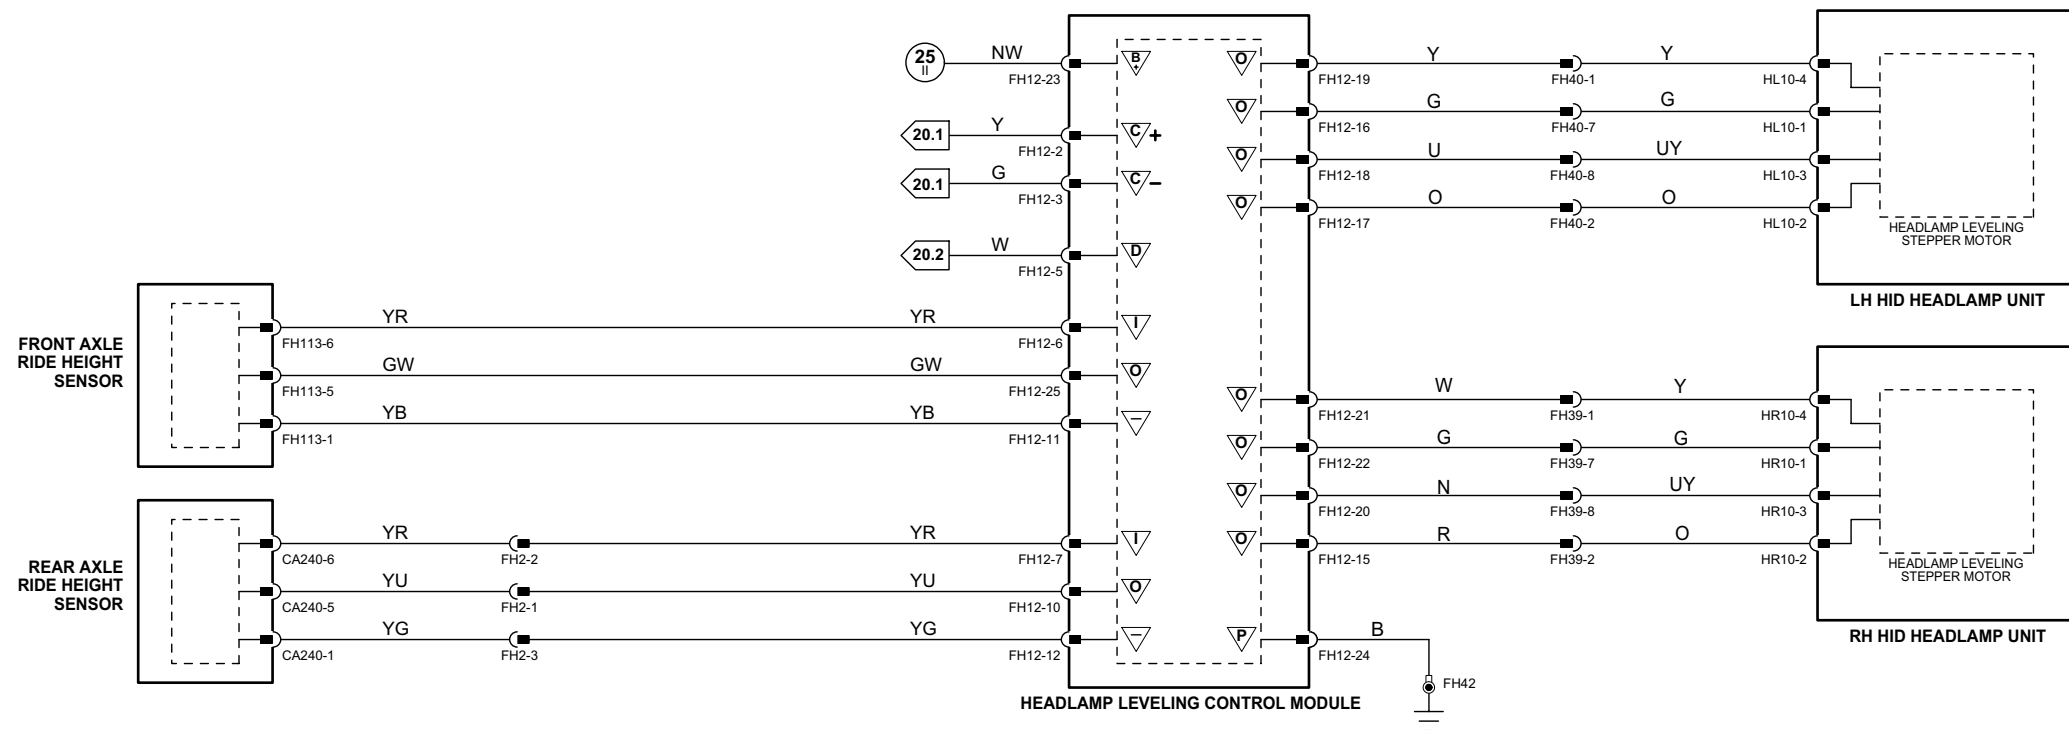 25
II
NW
FH12-23
20.1
Y
FH12-2
20.1
G
FH12-3
20.2
W
FH12-5
FRONT AXLE
RIDE HEIGHT
SENSOR
YR
YR
FH113-6
FH12-6
GW
GW
FH113-5
FH12-25
YB
YB
FH113-1
FH12-11
REAR AXLE
RIDE HEIGHT
SENSOR
YR
YR
CA240-6
FH2-2
FH12-7
YU
YU
CA240-5
FH2-1
FH12-10
YG
YG
CA240-1
FH2-3
FH12-12
B
+
C
+
C
–
D
I
O
–
I
O
–
O
O
O
O
O
O
O
O
P
HEADLAMP LEVELING CONTROL MODULE
Y
Y
FH12-19
FH40-1
HL10-4
G
G
FH12-16
FH40-7
HL10-1
U
UY
FH12-18
FH40-8
HL10-3
O
O
FH12-17
FH40-2
HL10-2
HEADLAMP LEVELING
STEPPER MOTOR
LH HID HEADLAMP UNIT
W
Y
FH12-21
FH39-1
HR10-4
G
G
FH12-22
FH39-7
HR10-1
N
UY
FH12-20
FH39-8
HR10-3
R
O
FH12-15
FH39-2
HR10-2
HEADLAMP LEVELING
STEPPER MOTOR
RH HID HEADLAMP UNIT
B
FH12-24
FH42